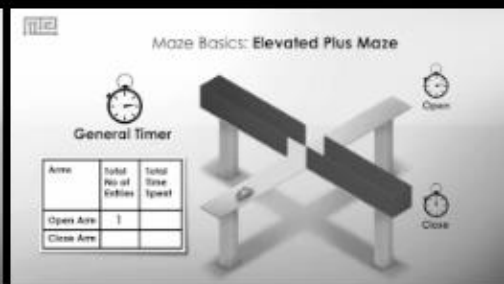 Maze Basics: Elevated Plus Maze
General Timer
Arms
Total No of Entries
Total Time Spent
Open Arm 1
Close Arm
Open
Close